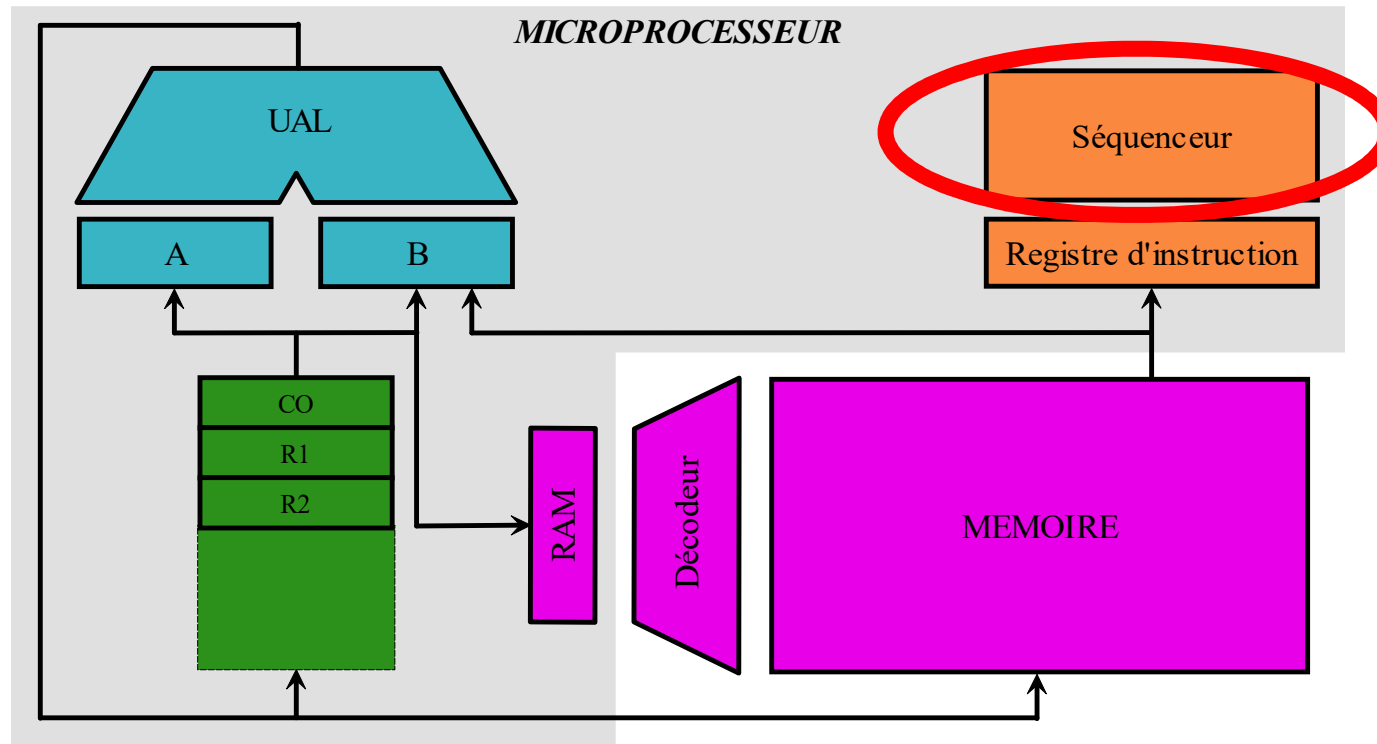 MICROPROCESSEUR
UAL
Séquenceur
A
B
Registre d'instruction
CO
R1
R2
RAM
Décodeur
MEMOIRE